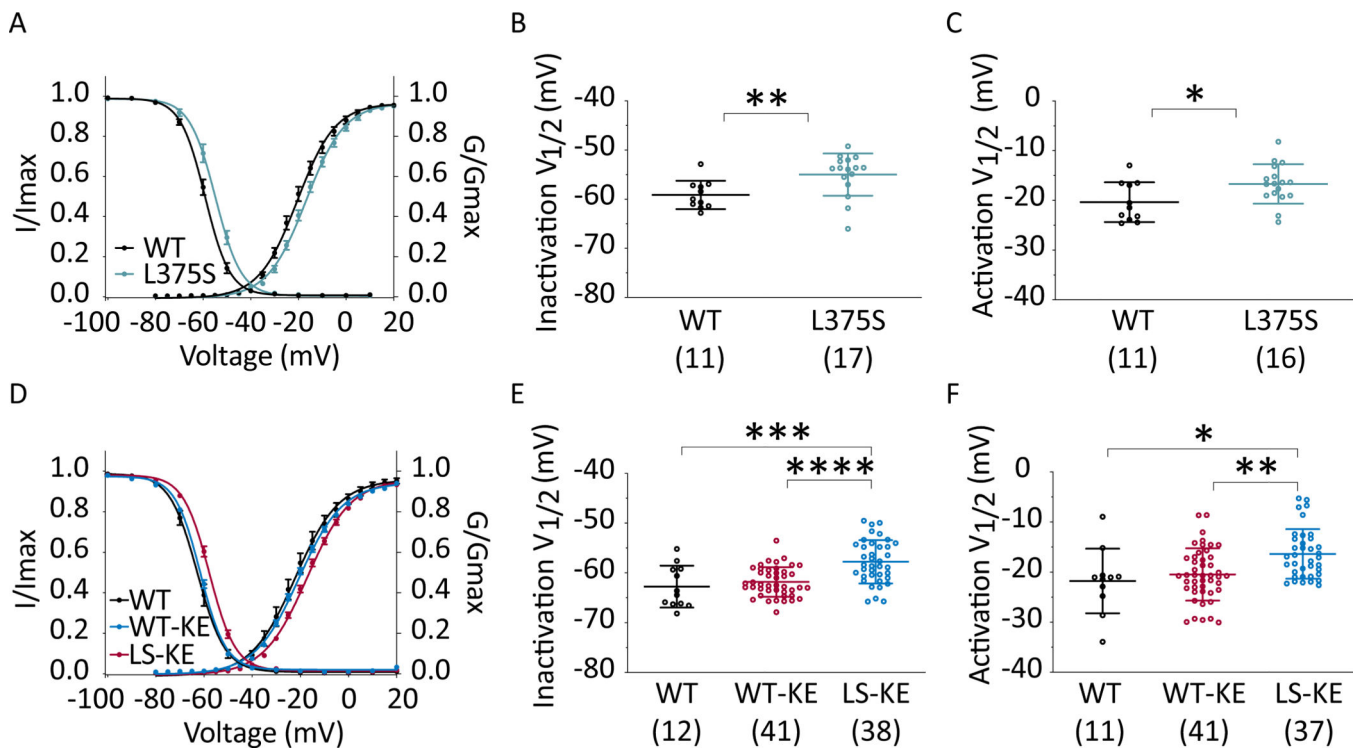 A
I/Imax
1.0
0.8
0.6
0.4
0.2
0.0
WT
L375S
-100 -80 -60 -40 -20 0 20
Voltage (mV)
1.0
0.8
0.6
0.4
0.2
0.0
G/Gmax
B
Inactivation V1/2 (mV)
-40
-50
-60
-70
-80
**
WT L375S
(11) (17)
C
Activation V1/2 (mV)
0
-10
-20
-30
-40
*
WT L375S
(11) (16)
D
I/Imax
1.0
0.8
0.6
0.4
0.2
0.0
WT
WT-KE
LS-KE
-100 -80 -60 -40 -20 0 20
Voltage (mV)
1.0
0.8
0.6
0.4
0.2
0.0
G/Gmax
E
Inactivation V1/2 (mV)
-40
-50
-60
-70
-80
***
****
WT WT-KE LS-KE
(12) (41) (38)
F
Activation V1/2 (mV)
0
-10
-20
-30
-40
*
**
WT WT-KE LS-KE
(11) (41) (37)